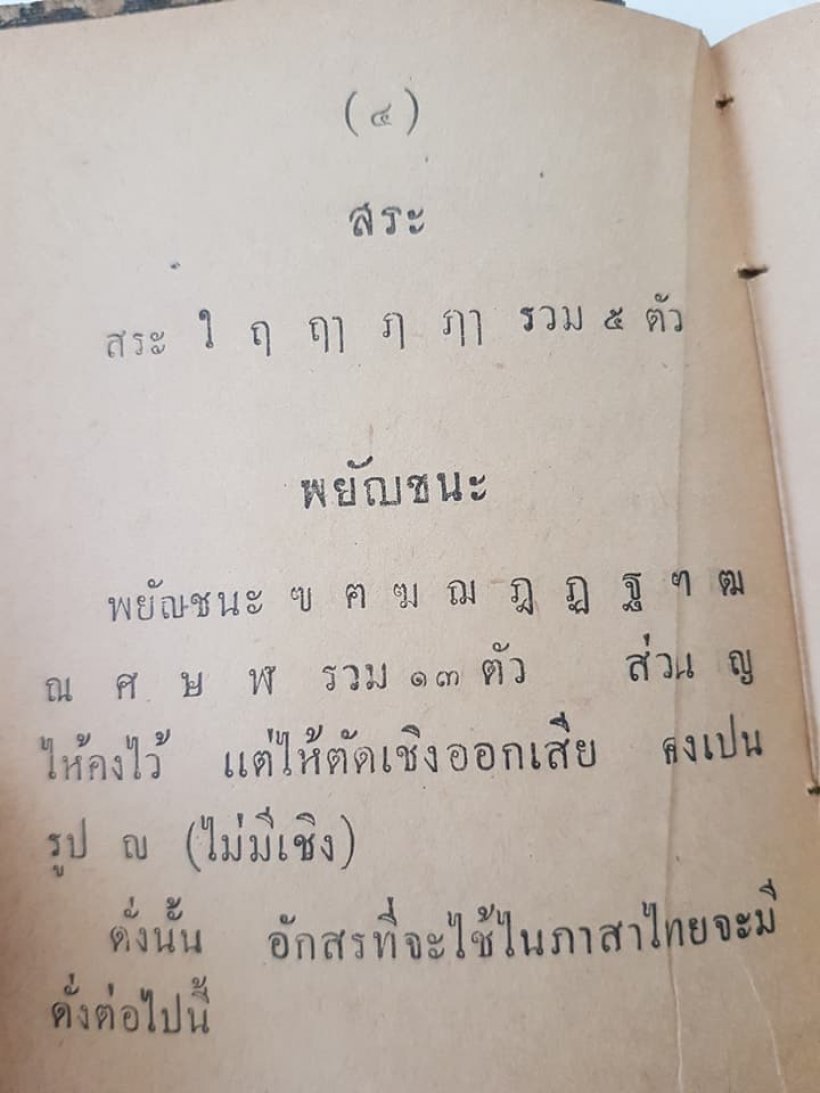 (๔)
สระ
สระ ใ ฤ ฤๅ ฦ ฦๅ รวม ๕ ตัว
พยัญชนะ
พยัญชนะ ฃ ฅ ฆ ฌ ฎ ฏ ฐ ฑ ฒ
ณ ศ ษ ฬ รวม ๑๓ ตัว ส่วน ญ
ไห้คงไว้ แต่ไห้ตัดเชิงออกเสีย คงเปน
รูป ญ (ไม่มีเชิง)
ดั่งนั้น อักสรที่จะไช้ไนภาสาไทยจะมี
ดั่งต่อไปนี้